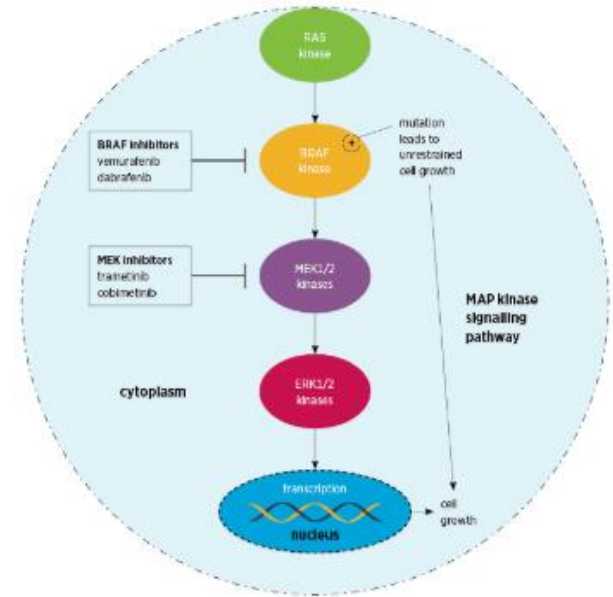 RAS
kinase
BRAF inhibitors
vemurafenib
dabrafenib
+
BRAF
kinase
mutation
leads to
unrestrained
cell growth
MEK inhibitors
trametinib
cobimetinib
MEK1/2
kinases
MAP kinase
signalling
pathway
cytoplasm
ERK1/2
kinases
transcription
nucleus
cell
growth